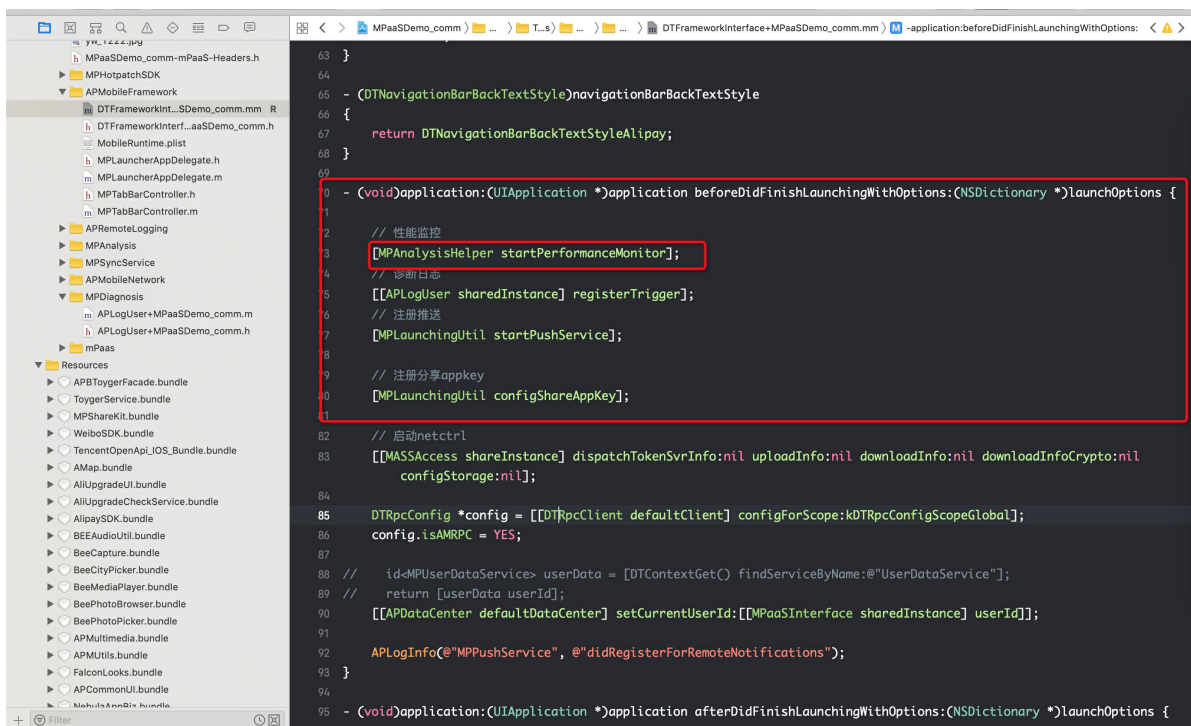 MPaaSDemo_comm 〉 ... 〉 T...s〉 ... 〉 ... 〉 DTFrameworkInterface+MPaaSDemo_comm.mm 〉 M -application:beforeDidFinishLaunchingWithOptions:
yw_1222.jpg
MPaaSDemo_comm-mPaaS-Headers.h
MPHotpatchSDK
APMobileFramework
DTFrameworkInt...SDemo_comm.mm R
DTFrameworkInterf...aaSDemo_comm.h
MobileRuntime.plist
MPLauncherAppDelegate.h
MPLauncherAppDelegate.m
MPTabBarController.h
MPTabBarController.m
APRemoteLogging
MPAnalysis
MPSyncService
APMobileNetwork
MPDiagnosis
APLogUser+MPaaSDemo_comm.m
APLogUser+MPaaSDemo_comm.h
mPaas
Resources
APBToygerFacade.bundle
ToygerService.bundle
MPShareKit.bundle
WeiboSDK.bundle
TencentOpenApi_IOS_Bundle.bundle
AMap.bundle
AliUpgradeUI.bundle
AliUpgradeCheckService.bundle
AlipaySDK.bundle
BEEAudioUtil.bundle
BeeCapture.bundle
BeeCityPicker.bundle
BeeMediaPlayer.bundle
BeePhotoBrowser.bundle
BeePhotoPicker.bundle
APMultimedia.bundle
APMUtils.bundle
FalconLooks.bundle
APCommonUI.bundle
NebulaAppBiz.bundle
Filter
63 }
64
65 - (DTNavigationBarBackTextStyle)navigationBarBackTextStyle
66 {
67 return DTNavigationBarBackTextStyleAlipay;
68 }
69
70 - (void)application:(UIApplication *)application beforeDidFinishLaunchingWithOptions:(NSDictionary *)launchOptions {
71
72 // 性能监控
73 [MPAnalysisHelper startPerformanceMonitor];
74 // 诊断日志
75 [[APLogUser sharedInstance] registerTrigger];
76 // 注册推送
77 [MPLaunchingUtil startPushService];
78
79 // 注册分享appkey
80 [MPLaunchingUtil configShareAppKey];
81
82 // 启动netctrl
83 [[MASSAccess shareInstance] dispatchTokenSvrInfo:nil uploadInfo:nil downloadInfo:nil downloadInfoCrypto:nil
configStorage:nil];
84
85 DTRpcConfig *config = [[DTRpcClient defaultClient] configForScope:kDTRpcConfigScopeGlobal];
86 config.isAMRPC = YES;
87
88 // id<MPUserDataService> userData = [DTContextGet() findServiceByName:@"UserDataService"];
89 // return [userData userId];
90 [[APDataCenter defaultDataCenter] setCurrentUserId:[[MPaaSInterface sharedInstance] userId]];
91
92 APLogInfo(@"MPPushService", @"didRegisterForRemoteNotifications");
93 }
94
95 - (void)application:(UIApplication *)application afterDidFinishLaunchingWithOptions:(NSDictionary *)launchOptions {